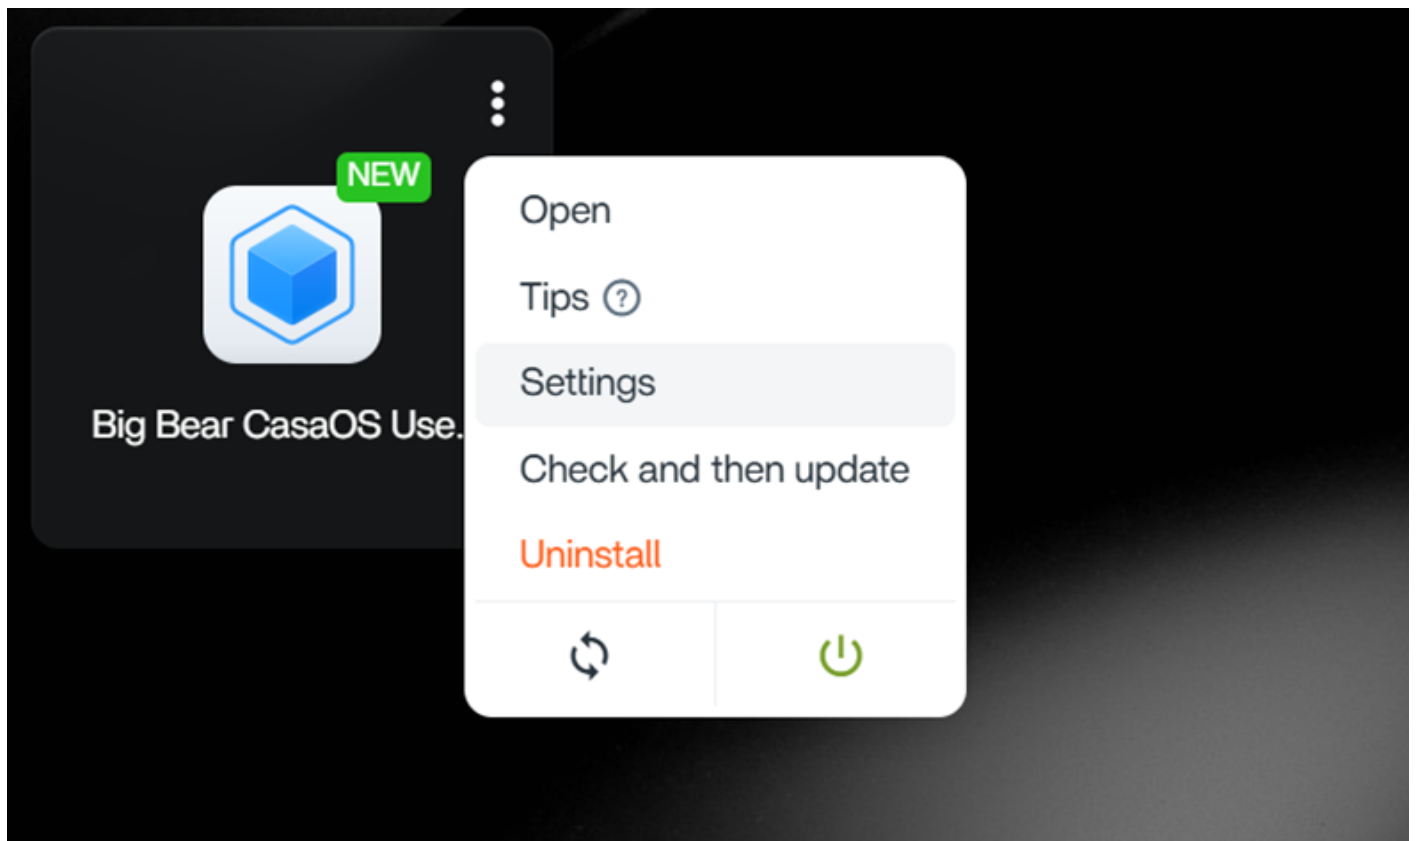 NEW
Big Bear CasaOS Use.
Open
Tips ?
Settings
Check and then update
Uninstall